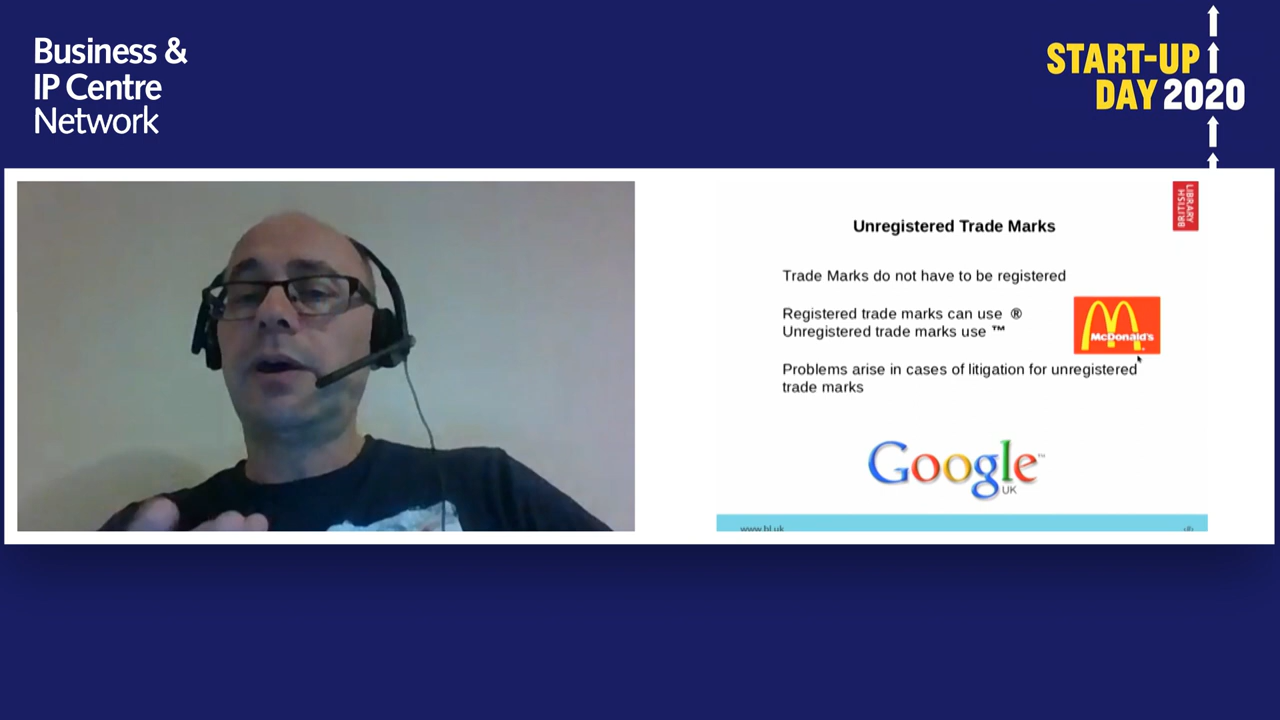 Business &
IP Centre
Network
START-UP
DAY 2020
BRITISH
LIBRARY
Unregistered Trade Marks
Trade Marks do not have to be registered
Registered trade marks can use ®
Unregistered trade marks use ™
McDonald's
Problems arise in cases of litigation for unregistered
trade marks
Google™
UK
www.bl.uk